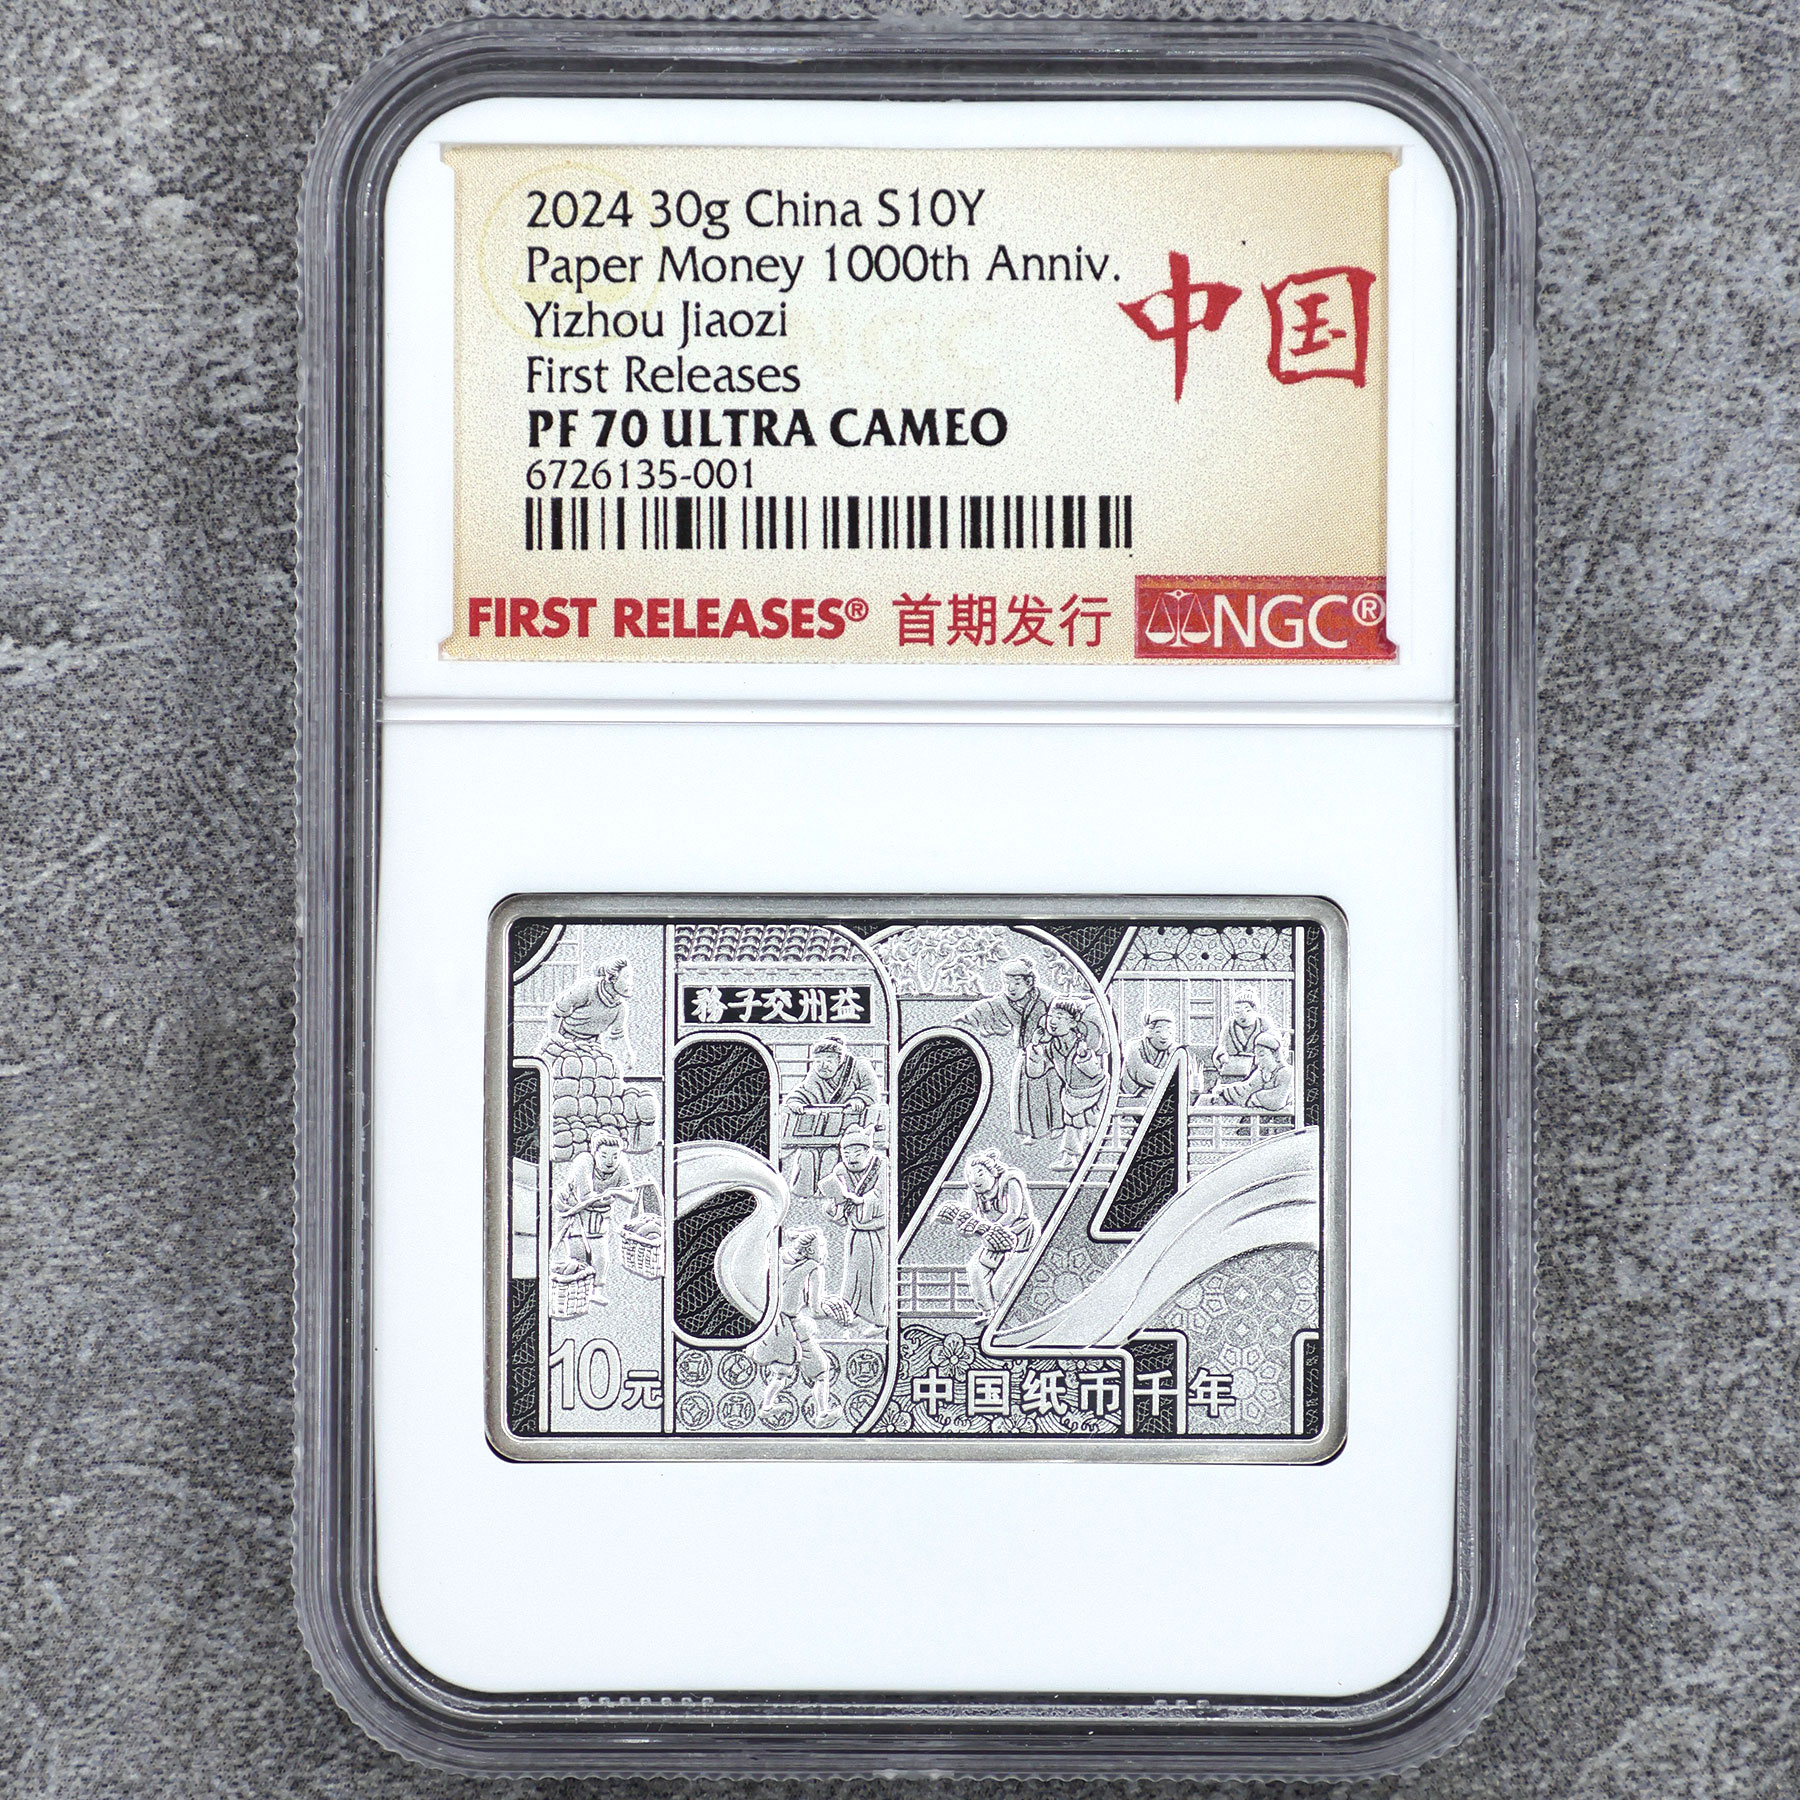 2024 30g China S10Y
Paper Money 1000th Anniv.
Yizhou Jiaozi
First Releases
PF 70 ULTRA CAMEO
6726135-001
中国
FIRST RELEASES® 首期发行 NGC®
務子交州益
1024
10元
中国纸币千年